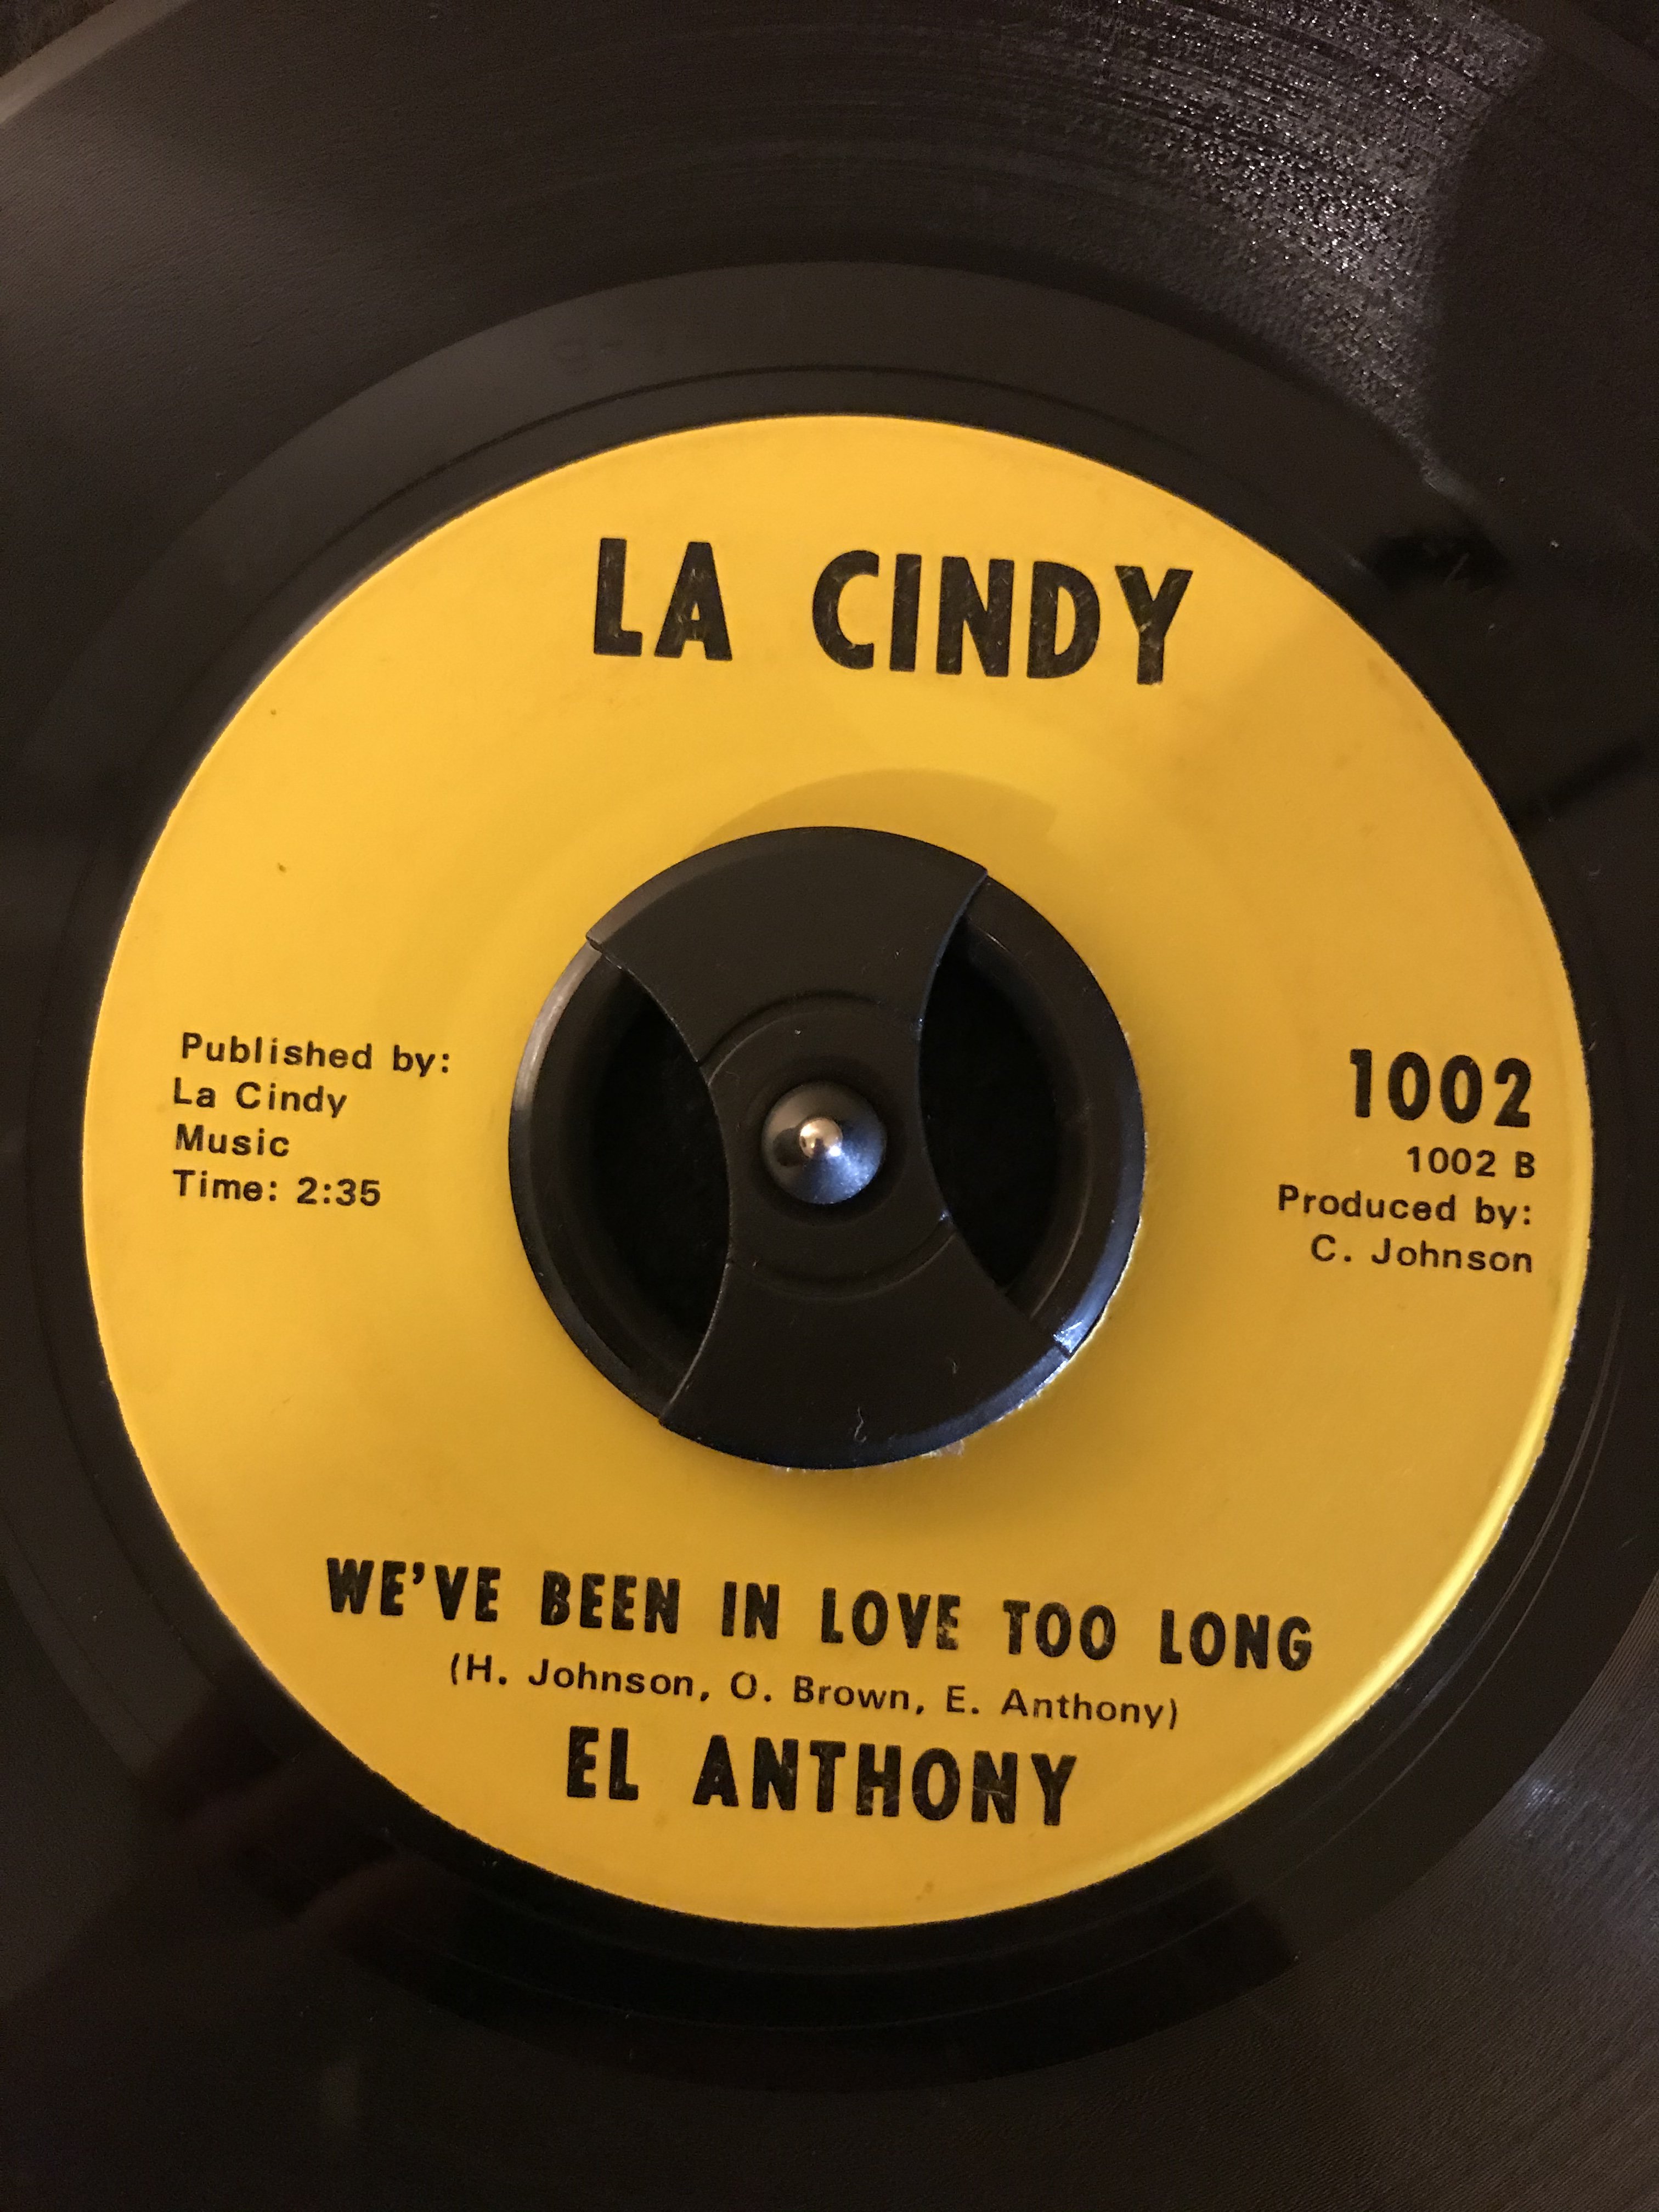 LA CINDY
Published by:
La Cindy
Music
Time: 2:35
1002
1002 B
Produced by:
C. Johnson
WE'VE BEEN IN LOVE TOO LONG
(H. Johnson, O. Brown, E. Anthony)
EL ANTHONY